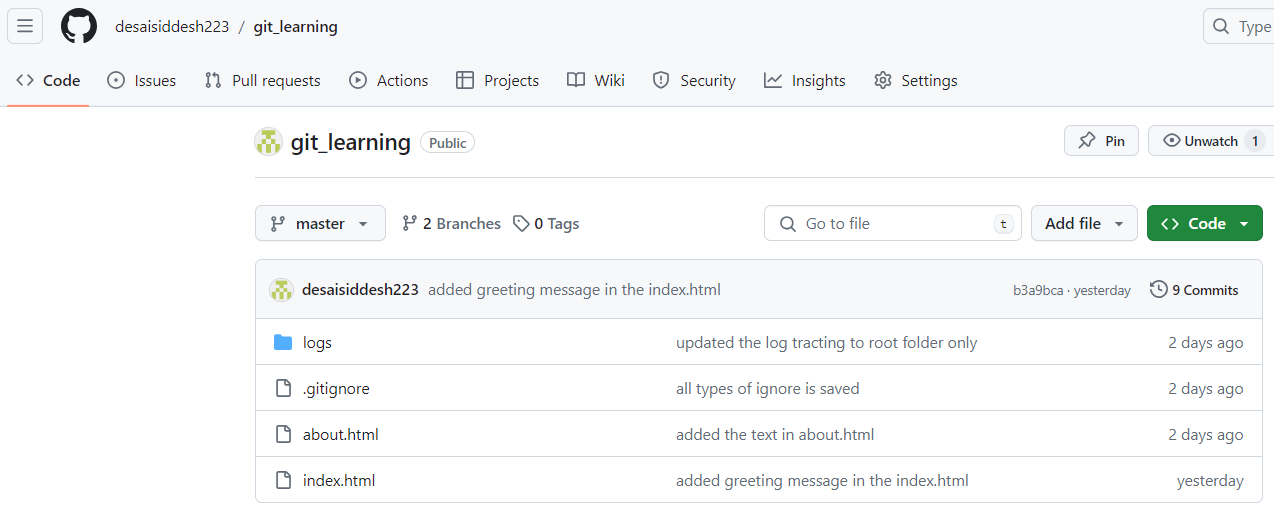 desaisiddesh223 / git_learning Type
Code Issues Pull requests Actions Projects Wiki Security Insights Settings
git_learning Public Pin Unwatch 1
master 2 Branches 0 Tags Go to file t Add file Code
desaisiddesh223 added greeting message in the index.html b3a9bca · yesterday 9 Commits
logs updated the log tracting to root folder only 2 days ago
.gitignore all types of ignore is saved 2 days ago
about.html added the text in about.html 2 days ago
index.html added greeting message in the index.html yesterday